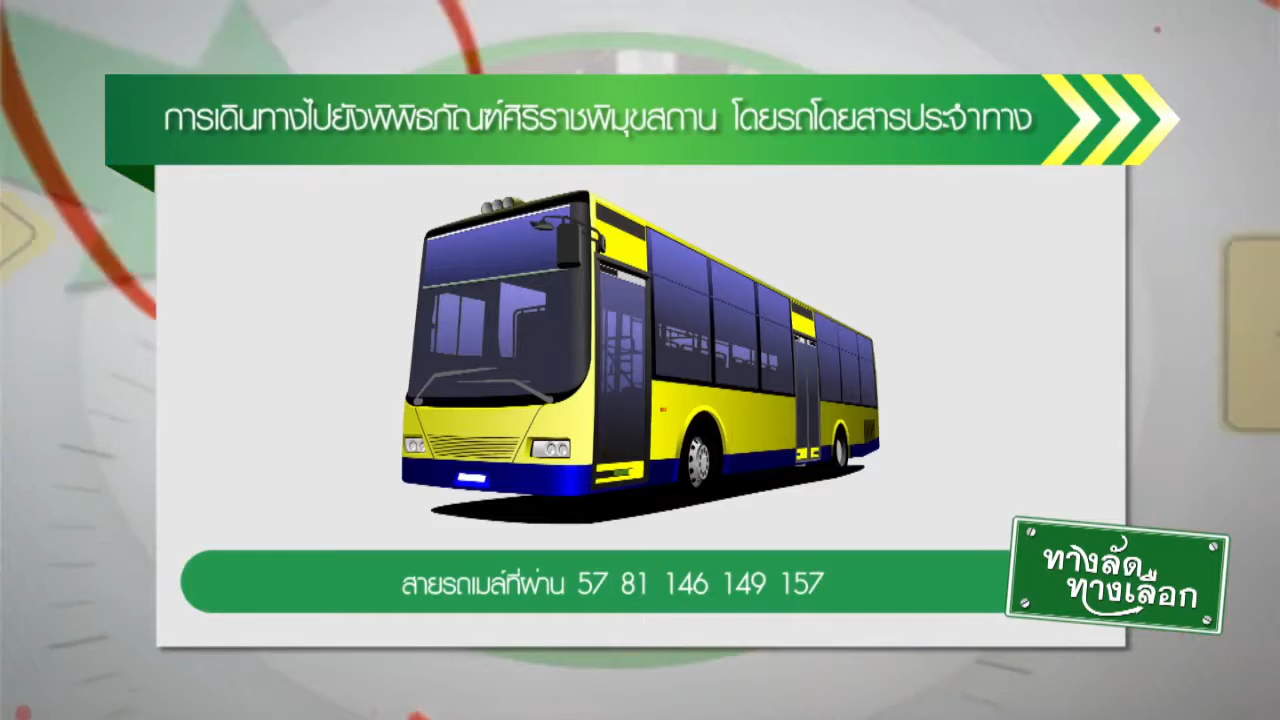 การเดินทางไปยังพิพิธภัณฑ์ศิริราชพิมุขสถาน โดยรถโดยสารประจำทาง
สายรถเมล์ที่ผ่าน 57 81 146 149 157
ทางลัด
ทางเลือก